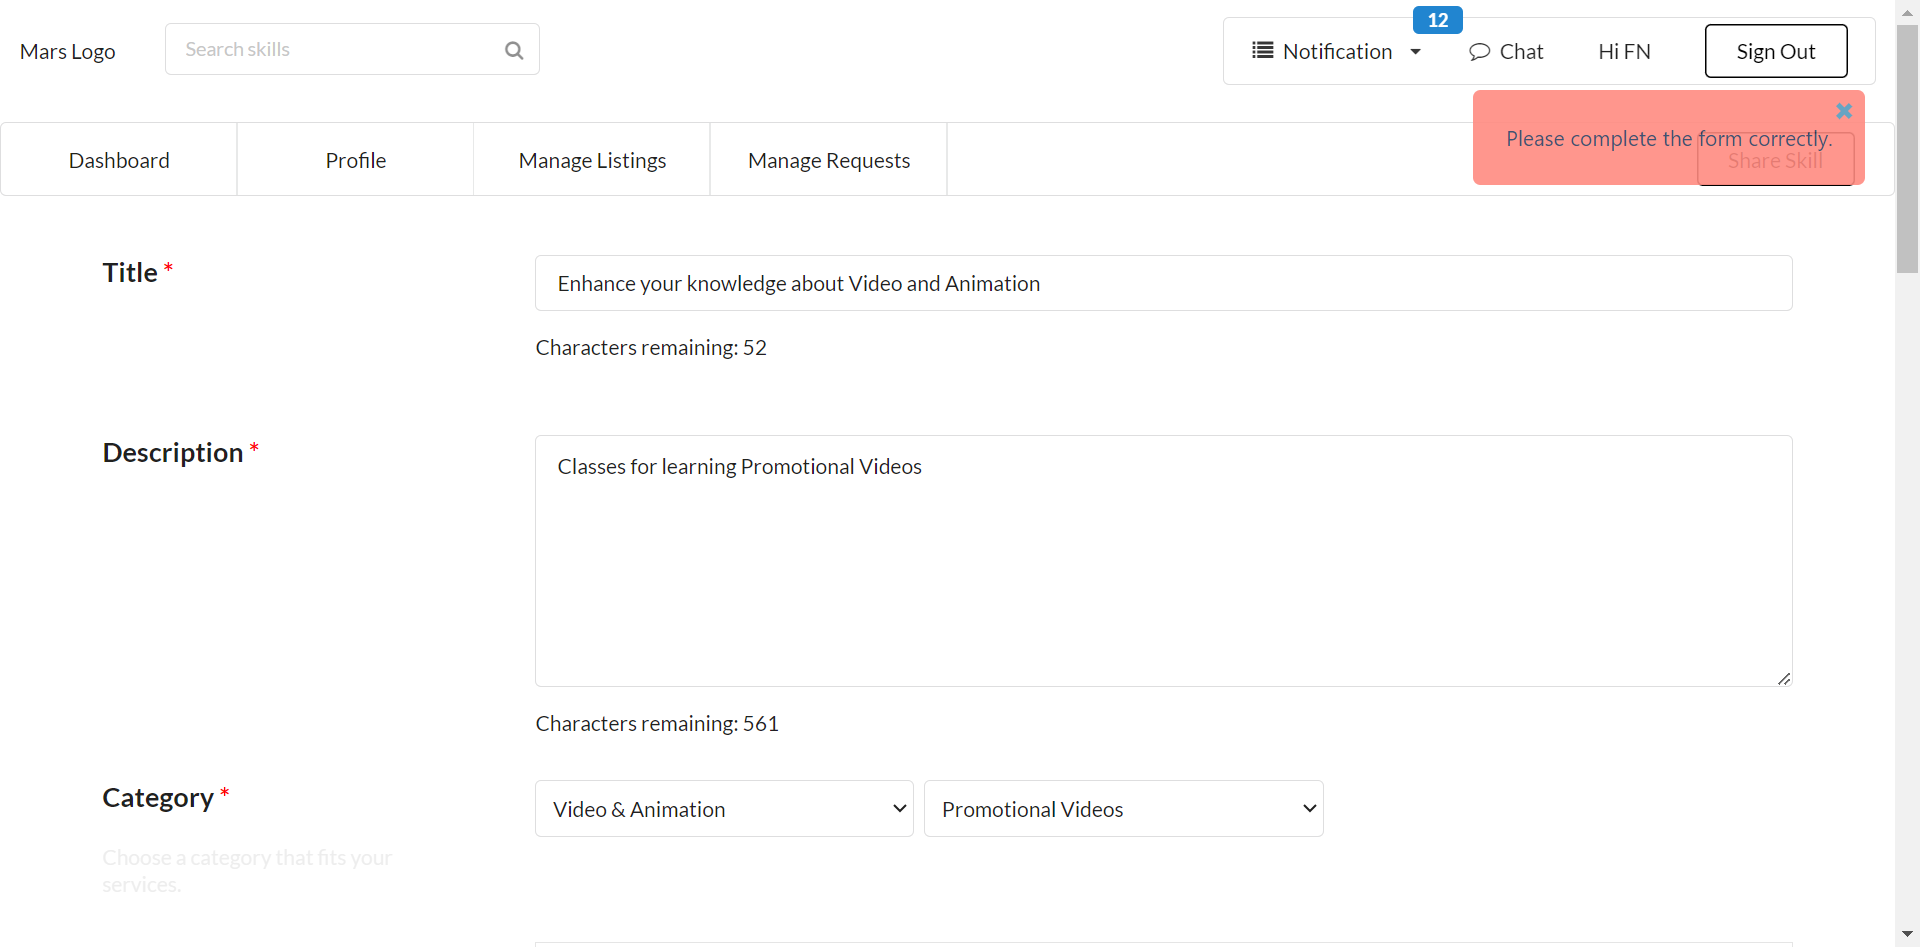 Mars Logo
Search skills
12
Notification
Chat
Hi FN
Sign Out
Please complete the form correctly.
Dashboard
Profile
Manage Listings
Manage Requests
Share Skill
Title *
Enhance your knowledge about Video and Animation
Characters remaining: 52
Description *
Classes for learning Promotional Videos
Characters remaining: 561
Category *
Video & Animation
Promotional Videos
Choose a category that fits your
services.